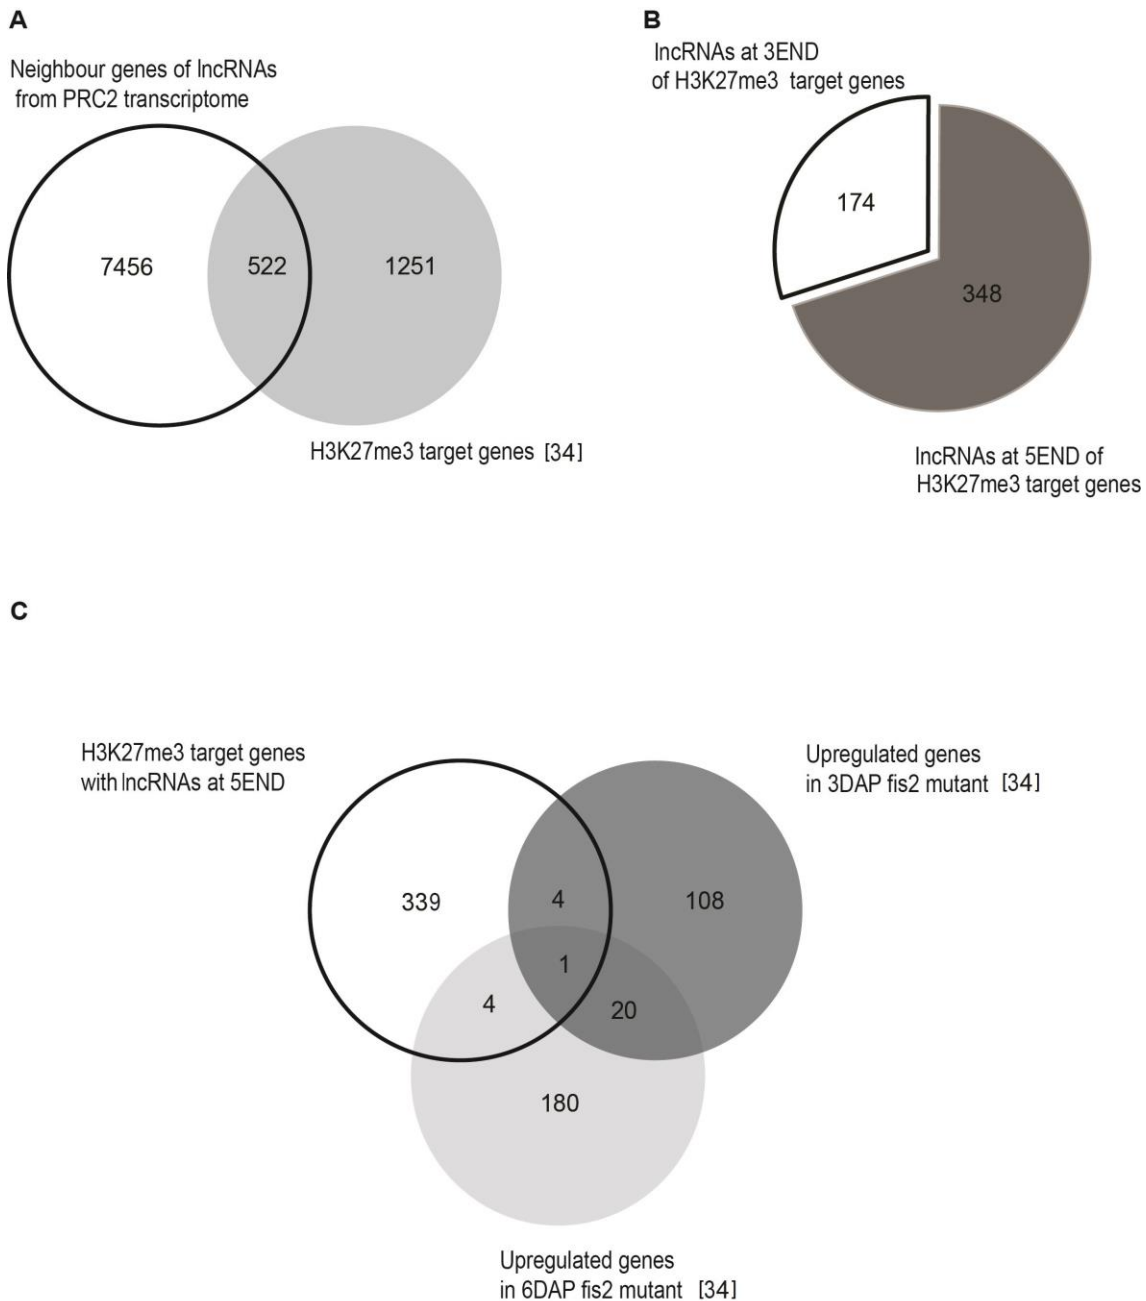 A
Neighbour genes of lncRNAs
from PRC2 transcriptome
7456
522
1251
H3K27me3 target genes [34]
B
lncRNAs at 3END
of H3K27me3 target genes
174
348
lncRNAs at 5END of
H3K27me3 target genes
C
H3K27me3 target genes
with lncRNAs at 5END
Upregulated genes
in 3DAP fis2 mutant [34]
339
4
108
1
4
20
180
Upregulated genes
in 6DAP fis2 mutant [34]